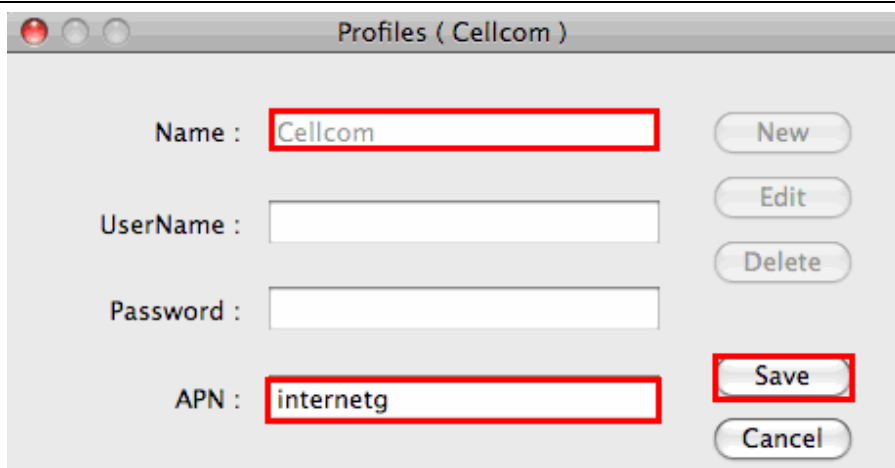 Profiles ( Cellcom )
Name :
Cellcom
New
Edit
UserName :
Delete
Password :
APN :
internetg
Save
Cancel